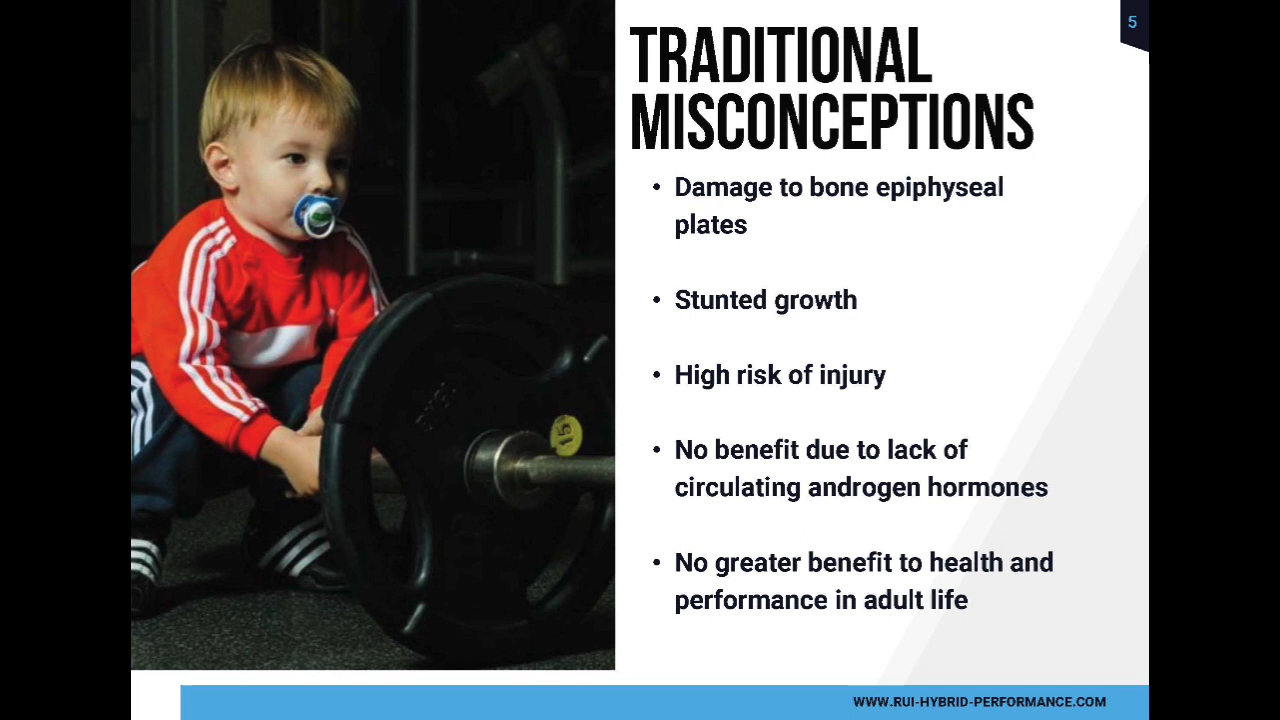 5
TRADITIONAL
MISCONCEPTIONS
• Damage to bone epiphyseal
plates
• Stunted growth
• High risk of injury
• No benefit due to lack of
circulating androgen hormones
• No greater benefit to health and
performance in adult life
15
WWW.RUI-HYBRID-PERFORMANCE.COM